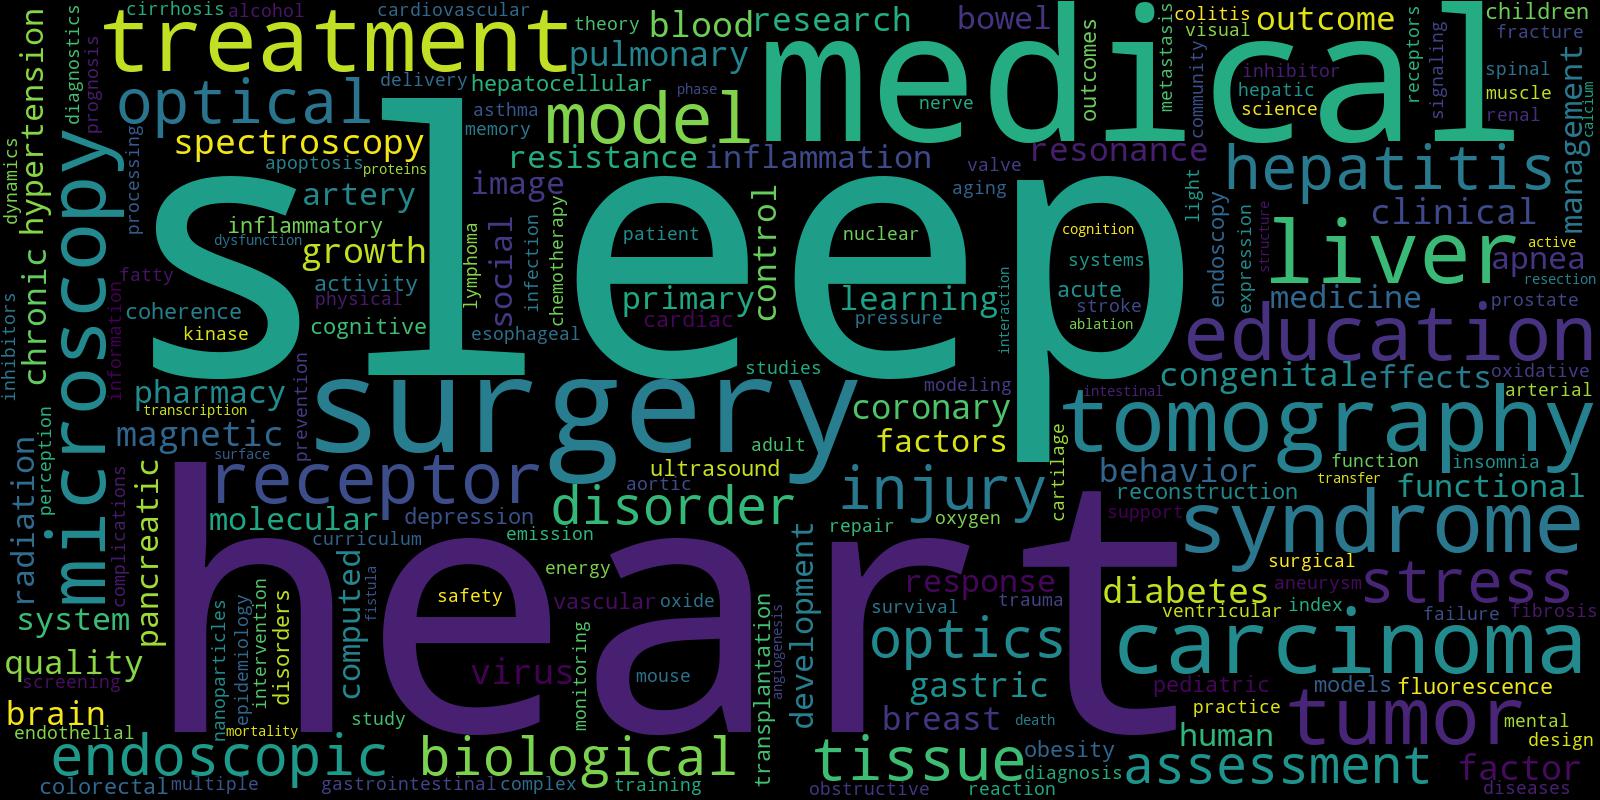 cirrhosis
alcohol
cardiovascular
treatment
theory
blood
research
bowel
medical
outcomes
metastasis
colitis
visual
outcome
children
fracture
diagnostics
prognosis
pulmonary
delivery
hepatocellular
phase
optical
asthma
memory
model
nerve
community
inhibitor
hepatic
science
receptors
signaling
spinal
muscle
renal
management
calcium
hypertension
dynamics
microscopy
processing
spectroscopy
apoptosis
proteins
resistance
inflammation
valve
aging
resonance
hepatitis
sleep
artery
image
inflammatory
dysfunction
growth
lymphoma
social
infection
chemotherapy
patient
control
nuclear
cognition
light
endoscopy
expression
structure
clinical
liver
active
apnea
resection
fatty
activity
physical
coherence
information
kinase
cognitive
esophageal
primary
cardiac
learning
pressure
interaction
systems
acute
stroke
ablation
medicine
prostate
chronic
inhibitors
education
studies
pharmacy
transcription
prevention
surgery
modeling
coronary
intestinal
congenital
effects
oxidative
arterial
magnetic
surface
adult
factors
tomography
radiation
perception
complications
pancreatic
receptor
ultrasound
aortic
injury
cartilage
behavior
function
transfer
insomnia
molecular
depression
disorder
reconstruction
functional
curriculum
emission
repair
oxygen
support
syndrome
heart
computed
fistula
energy
development
surgical
safety
vascular
oxide
response
survival
trauma
diabetes
aneurysm
stress
ventricular
index
failure
fibrosis
system
nanoparticles
epidemiology
intervention
disorders
monitoring
transplantation
angiogenesis
optics
carcinoma
quality
screening
virus
mouse
gastric
pediatric
models
fluorescence
brain
endothelial
mortality
study
breast
death
practice
tumor
mental
design
human
endoscopic
biological
tissue
obesity
diagnosis
assessment
factor
colorectal
multiple
gastrointestinal
complex
training
obstructive
reaction
diseases